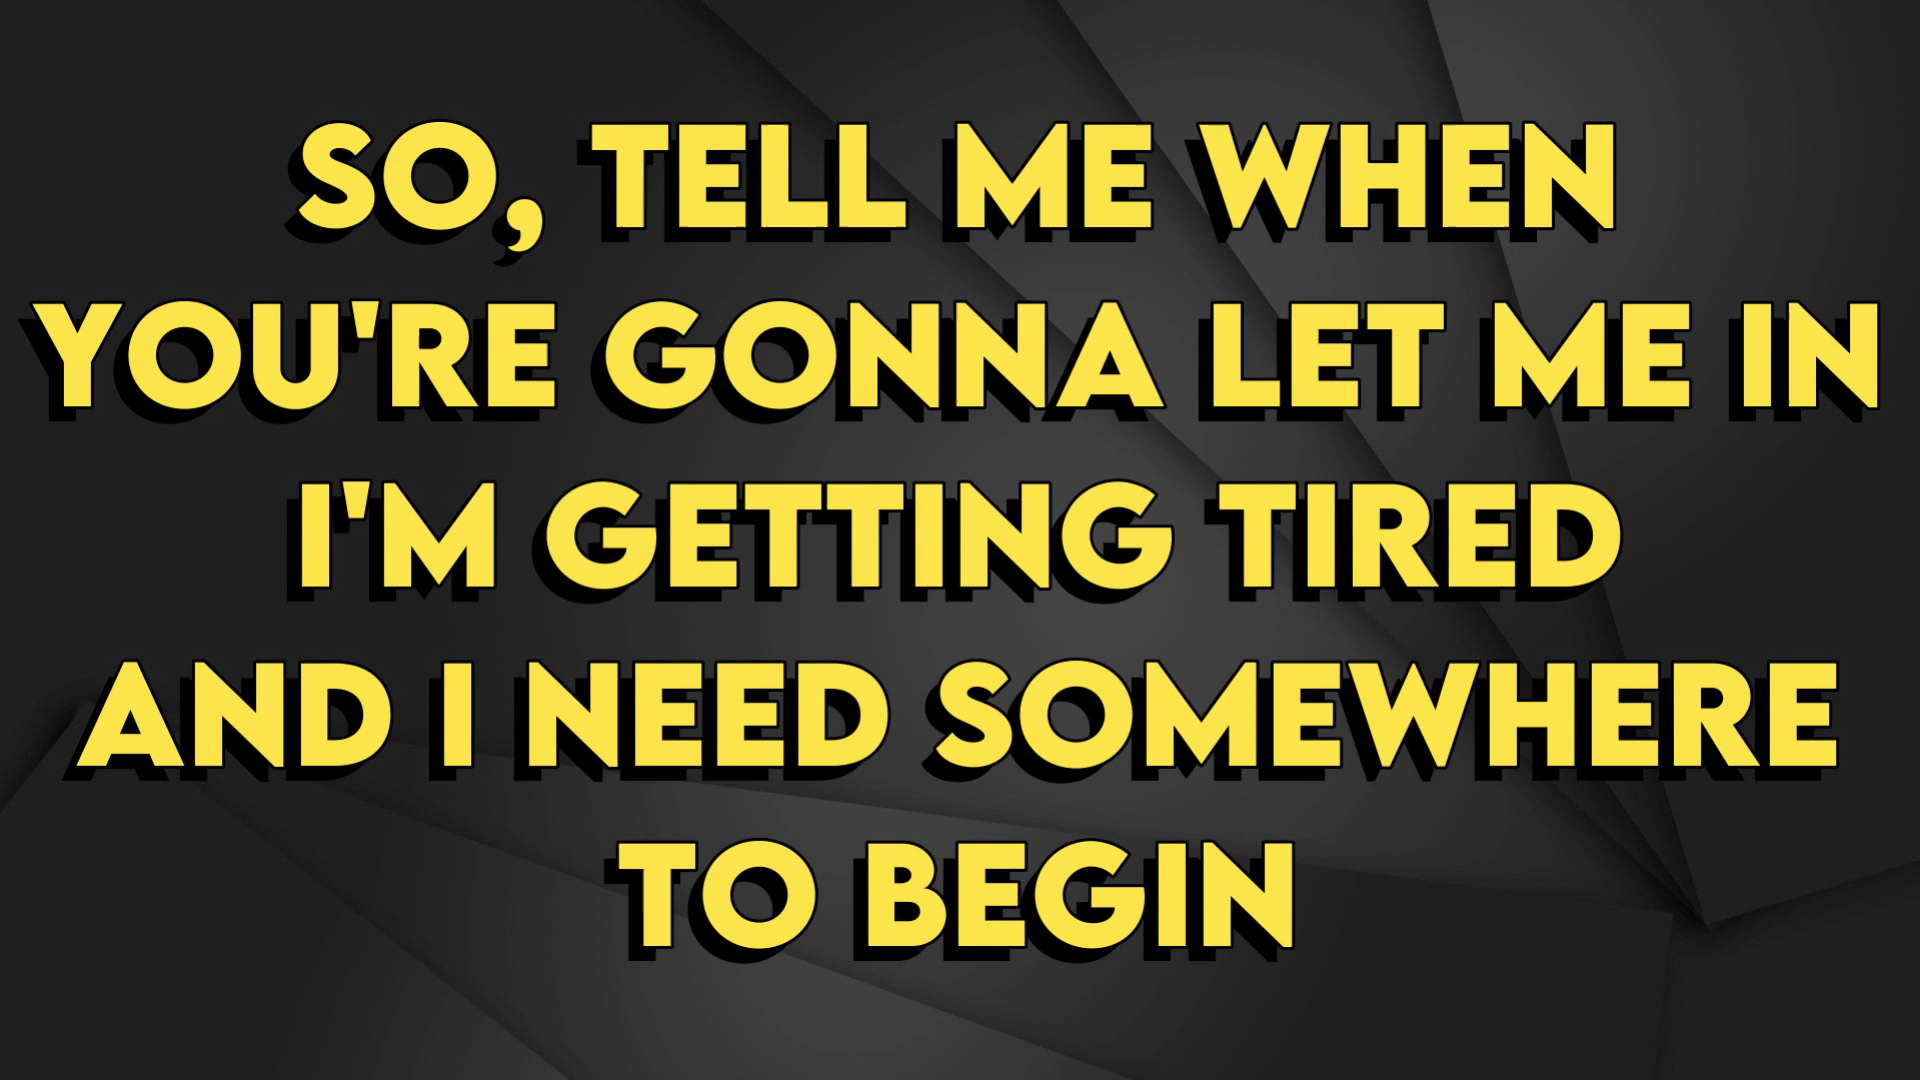 SO, TELL ME WHEN
YOU'RE GONNA LET ME IN
I'M GETTING TIRED
AND I NEED SOMEWHERE
TO BEGIN